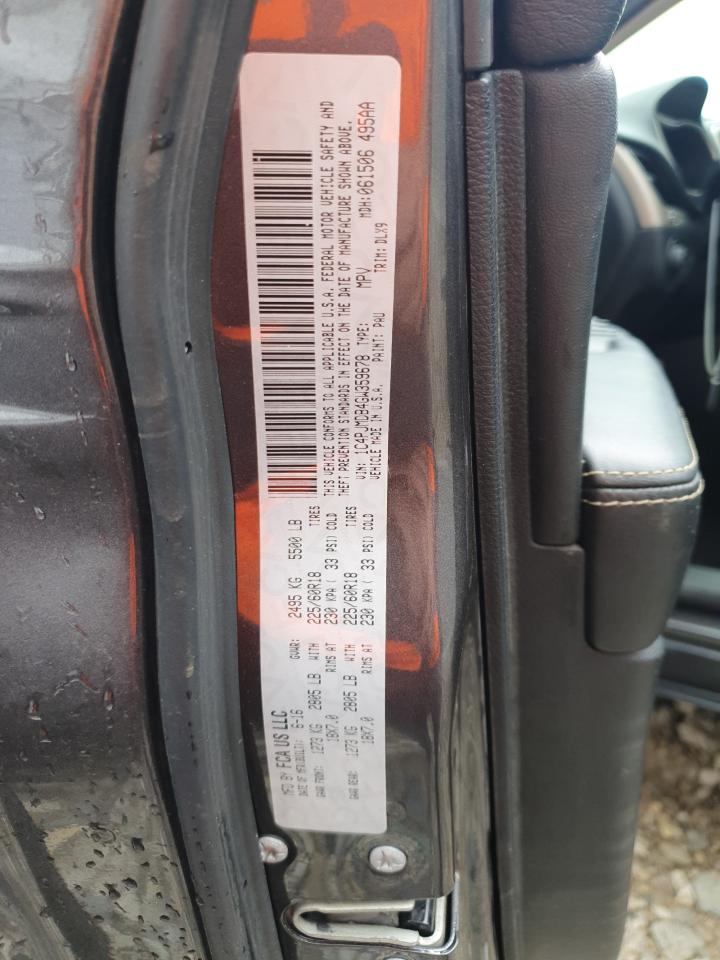 MFD BY FCA US LLC
DATE OF MFR(BUILT): 6-16 GVWR: 2495 KG 5500 LB
GAWR FRONT: 1273 KG 2805 LB WITH 225/60R18 TIRES
18X7.0 RIMS AT 230 KPA ( 33 PSI) COLD
GAWR REAR: 1273 KG 2805 LB WITH 225/60R18 TIRES
18X7.0 RIMS AT 230 KPA ( 33 PSI) COLD
THIS VEHICLE CONFORMS TO ALL APPLICABLE U.S.A. FEDERAL MOTOR VEHICLE SAFETY AND
THEFT PREVENTION STANDARDS IN EFFECT ON THE DATE OF MANUFACTURE SHOWN ABOVE.
VIN: 1C4PJMDB4GW359678 TYPE: MPV MDH:061506 495AA
VEHICLE MADE IN U.S.A. PAINT: PAU TRIM: DLX9